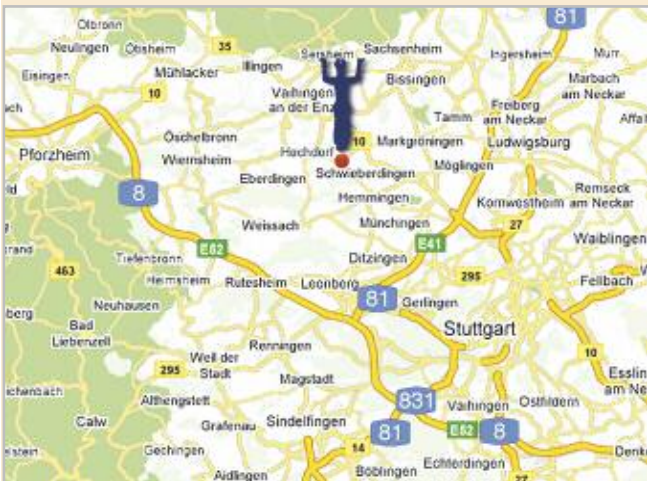 81
Olbronn
Neulingen
Ötisheim
35
Sersheim
Sachsenheim
Ingersheim
Murr
Eisingen
Mühlacker
Illingen
Bissingen
Marbach
am Neckar
10
Vaihingen
an der Enz
Freiberg
am Neckar
Tamm
Öschelbronn
10
Markgröningen
Ludwigsburg
Pforzheim
Wiernsheim
Hochdorf
Möglingen
Eberdingen
Schwieberdingen
Remseck
am Neckar
8
Hemmingen
Kornwestheim
Weissach
Münchingen
27
Waiblingen
E52
E41
Tiefenbronn
Ditzingen
463
Heimsheim
Rutesheim
Leonberg
295
Fellbach
81
Gerlingen
Neuhausen
Bad
Liebenzell
Stuttgart
Renningen
10
295
Weil der
Stadt
Magstadt
Althengstett
831
Vaihingen
Ostfildern
Calw
Grafenau
Sindelfingen
81
E52
8
14
Gechingen
Böblingen
Echterdingen
Aidlingen
27